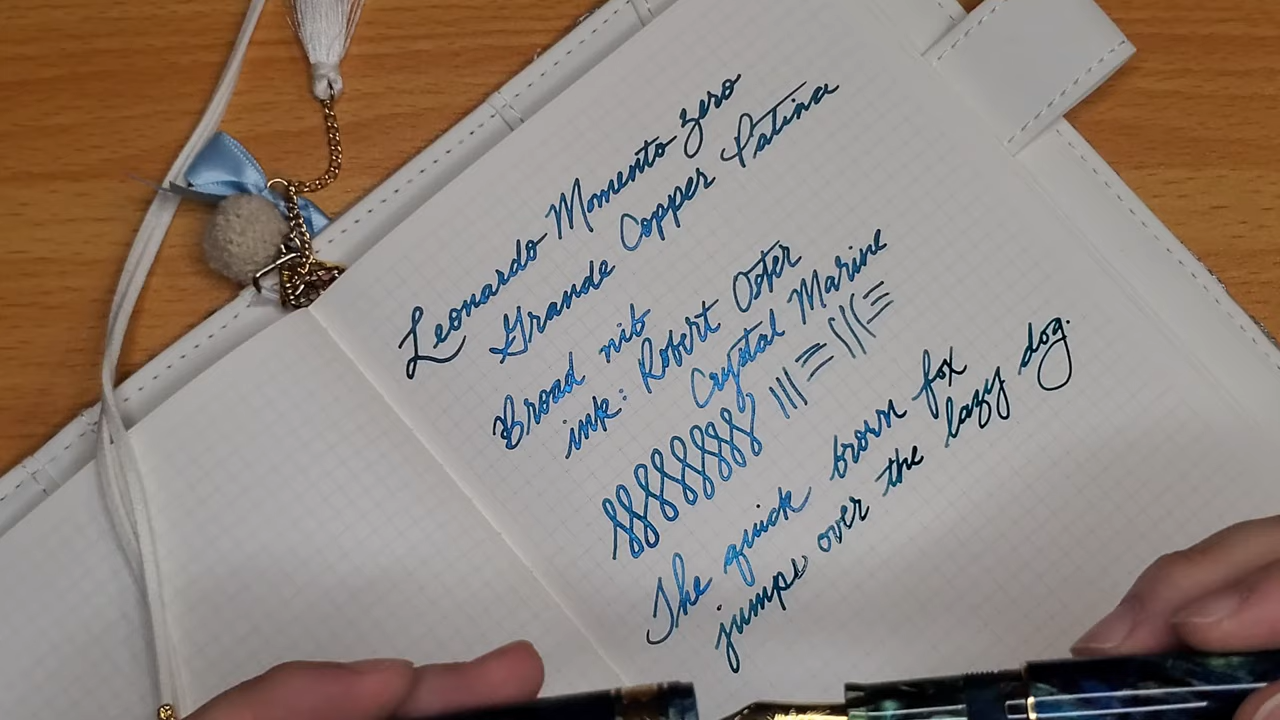 Leonardo Momento zero
Grande Copper Patina
Broad nib
ink: Robert Oster
Crystal Marine
The quick brown fox
jumps over the lazy dog.